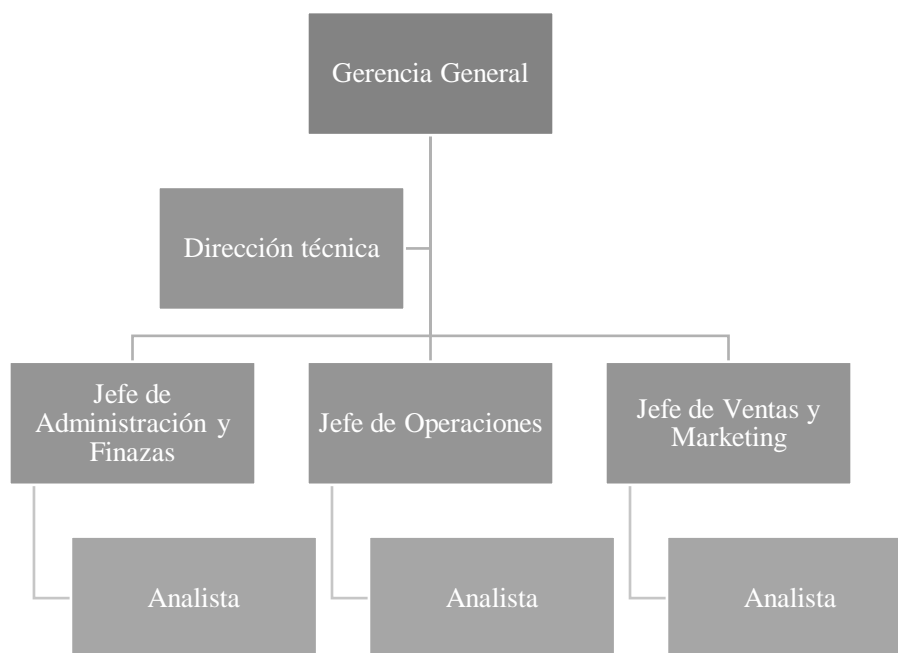 Gerencia General
Dirección técnica
Jefe de
Administración y
Finazas
Jefe de Operaciones
Jefe de Ventas y
Marketing
Analista
Analista
Analista